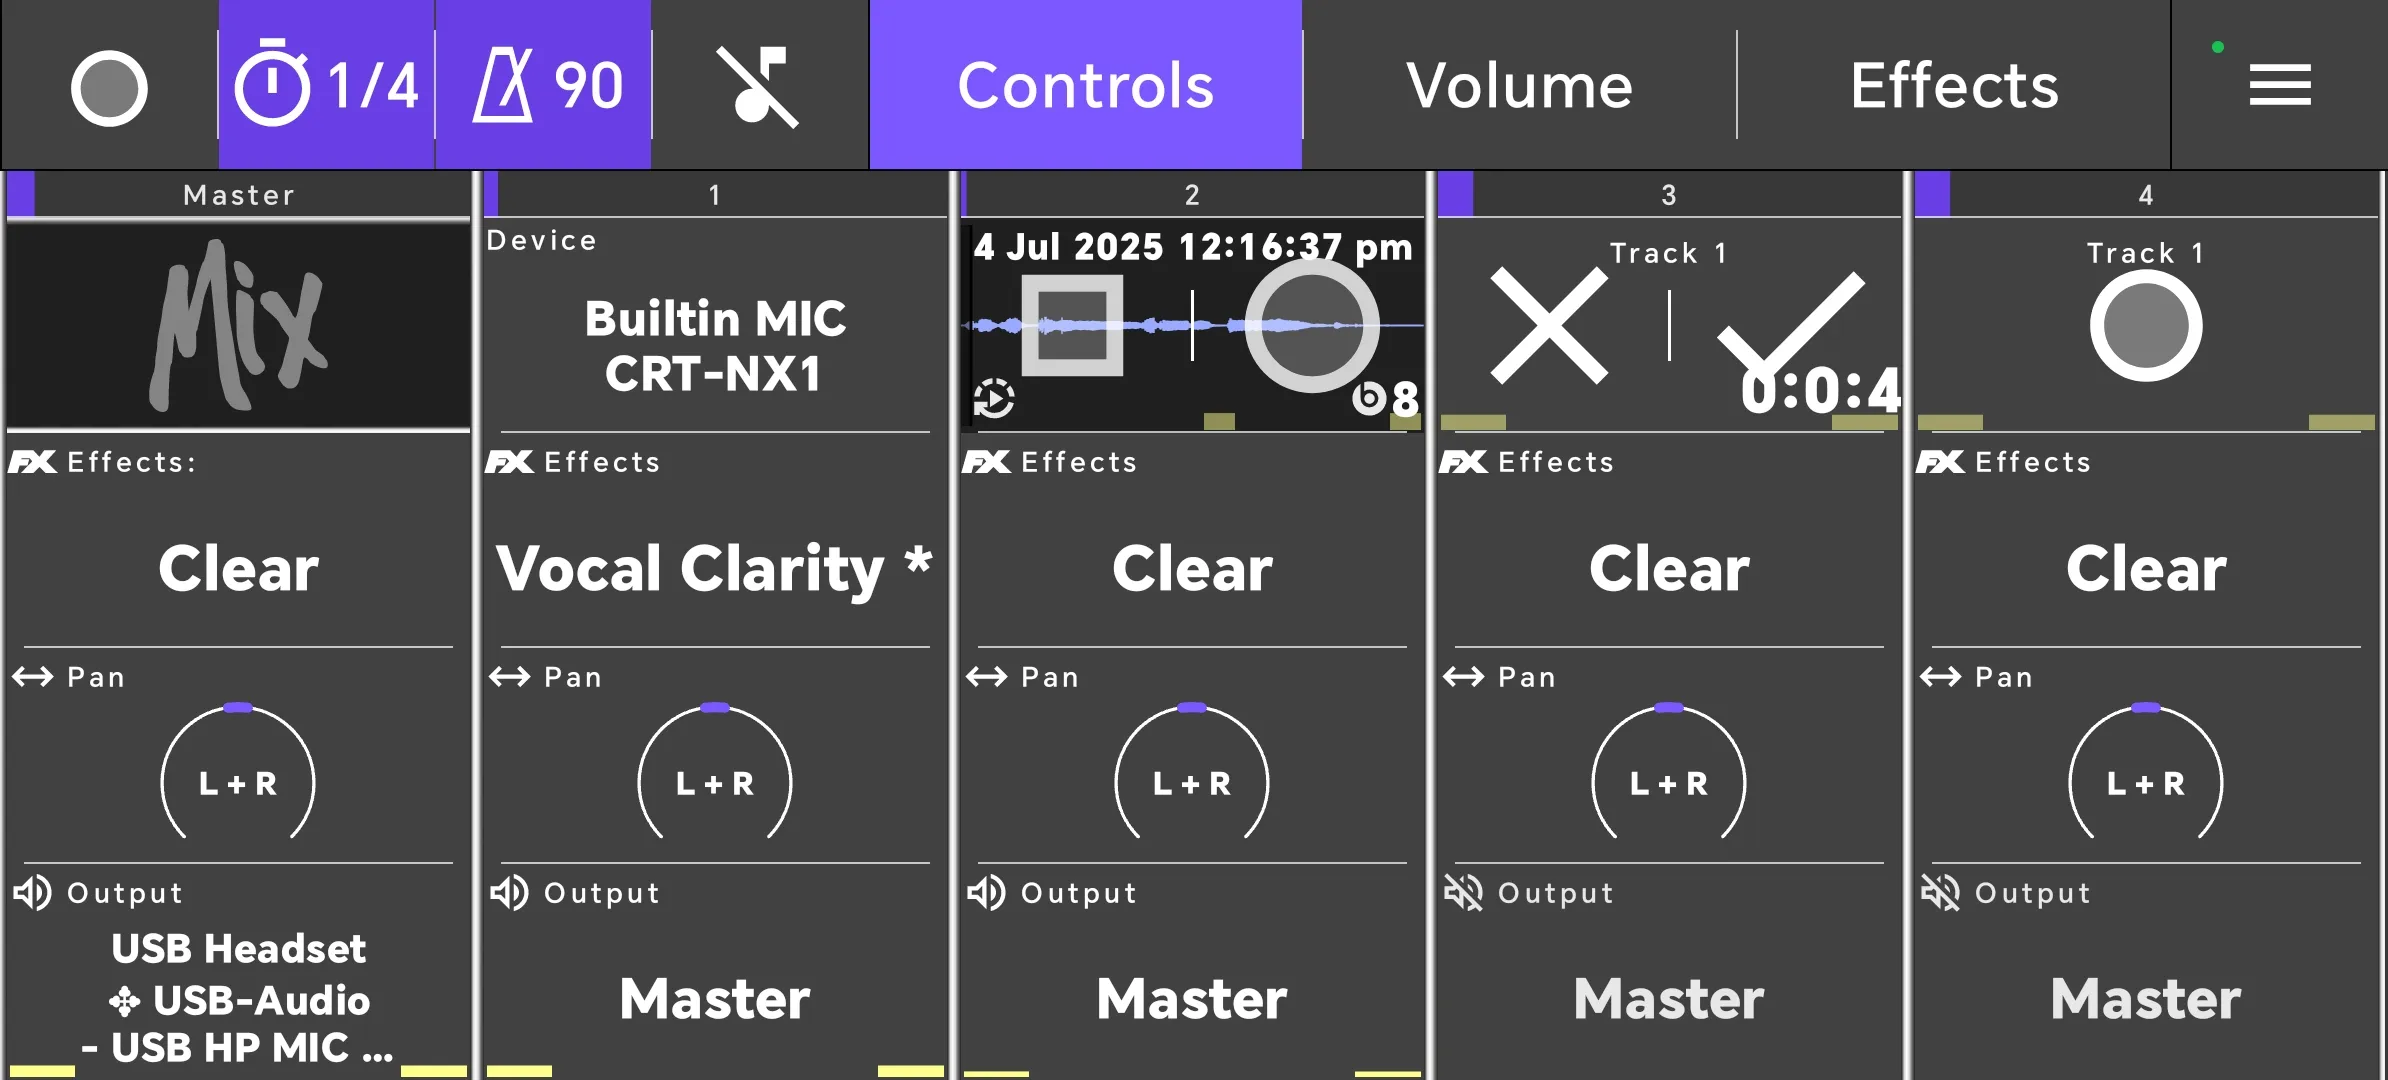 1/4
90
Controls
Volume
Effects
Master
1
2
3
4
Mix
Device
Builtin MIC
CRT-NX1
4 Jul 2025 12:16:37 pm
8
Track 1
0:0:4
Track 1
FX Effects:
FX Effects
FX Effects
FX Effects
FX Effects
Clear
Vocal Clarity *
Clear
Clear
Clear
Pan
Pan
Pan
Pan
Pan
L + R
L + R
L + R
L + R
L + R
Output
Output
Output
Output
Output
USB Headset
✥ USB-Audio
- USB HP MIC ...
Master
Master
Master
Master